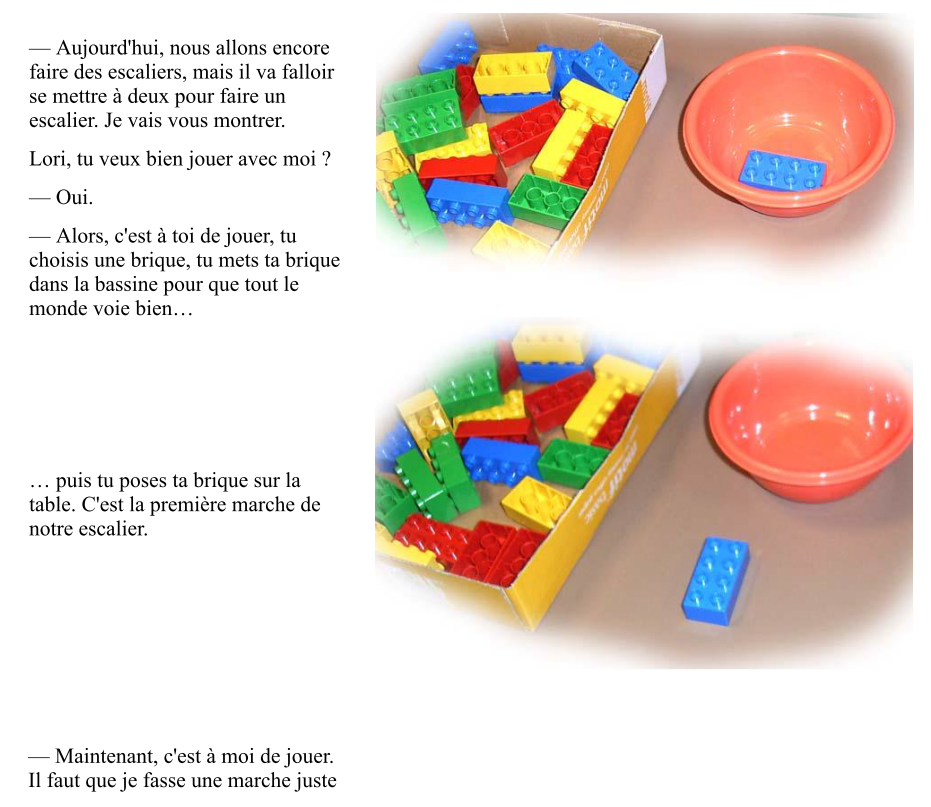 — Aujourd'hui, nous allons encore
faire des escaliers, mais il va falloir
se mettre à deux pour faire un
escalier. Je vais vous montrer.
Lori, tu veux bien jouer avec moi ?
— Oui.
— Alors, c'est à toi de jouer, tu
choisis une brique, tu mets ta brique
dans la bassine pour que tout le
monde voie bien…
… puis tu poses ta brique sur la
table. C'est la première marche de
notre escalier.
— Maintenant, c'est à moi de jouer.
Il faut que je fasse une marche juste